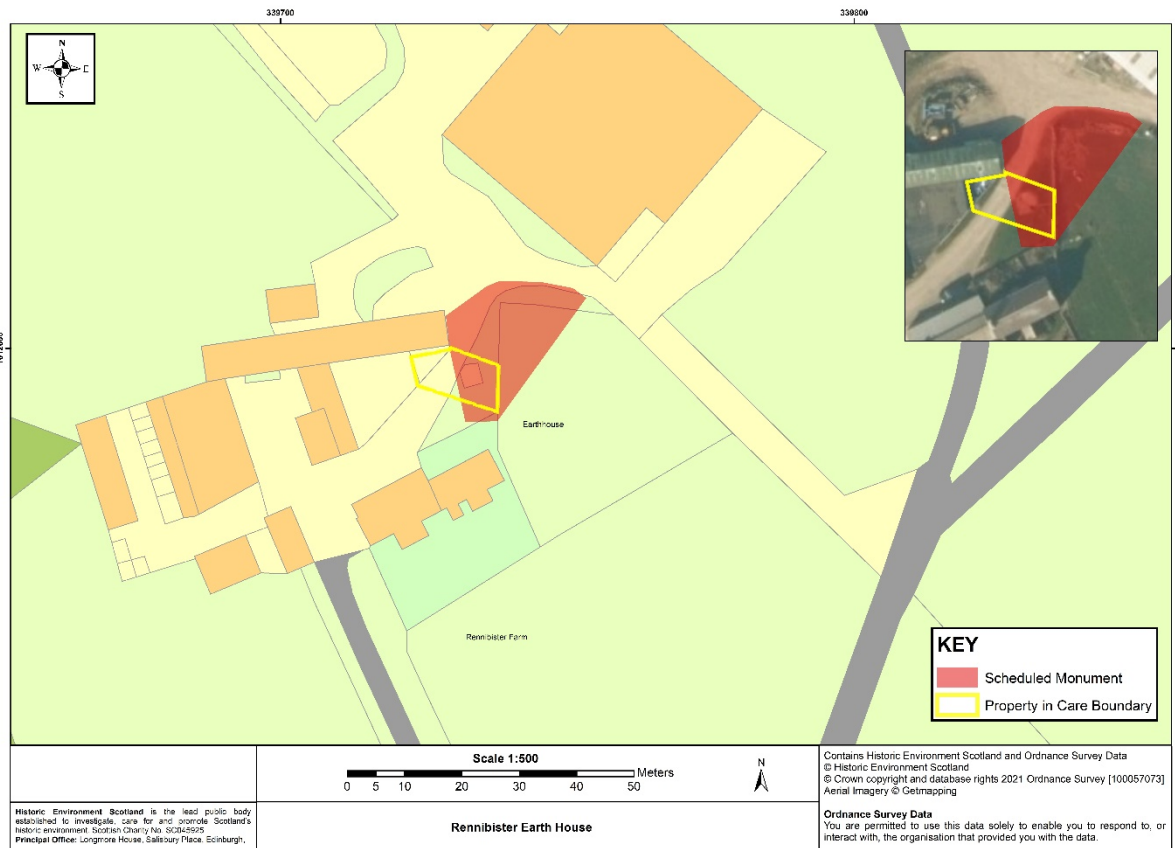 339700
339800
N
W E
S
Earthhouse
Rennibister Farm
KEY
Scheduled Monument
Property in Care Boundary
Scale 1:500
Meters
0 5 10 20 30 40 50
N
Rennibister Earth House
Historic Environment Scotland is the lead public body
established to investigate, care for and promote Scotland's
historic environment. Scottish Charity No. SC045925
Principal Office: Longmore House, Salisbury Place, Edinburgh,
Contains Historic Environment Scotland and Ordnance Survey Data
© Historic Environment Scotland
© Crown copyright and database rights 2021 Ordnance Survey [100057073]
Aerial Imagery © Getmapping
Ordnance Survey Data
You are permitted to use this data solely to enable you to respond to, or
interact with, the organisation that provided you with the data.